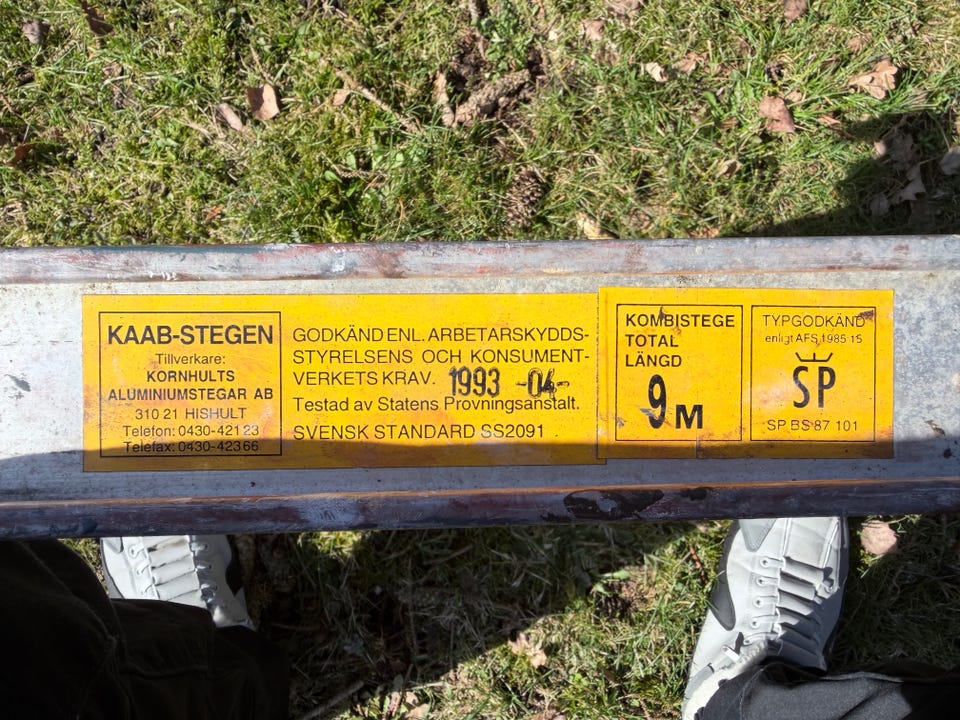 KAAB-STEGEN
Tillverkare:
KORNHULTS
ALUMINIUMSTEGAR AB
310 21 HISHULT
Telefon: 0430-421 23
Telefax: 0430-423 66
GODKÄND ENL. ARBETARSKYDDS-
STYRELSENS OCH KONSUMENT-
VERKETS KRAV. 1993 -04-
Testad av Statens Provningsanstalt.
SVENSK STANDARD SS2091
KOMBISTEGE
TOTAL
LÄNGD
9 M
TYPGODKÄND
enligt AFS 1985:15
SP
SP BS 87 101